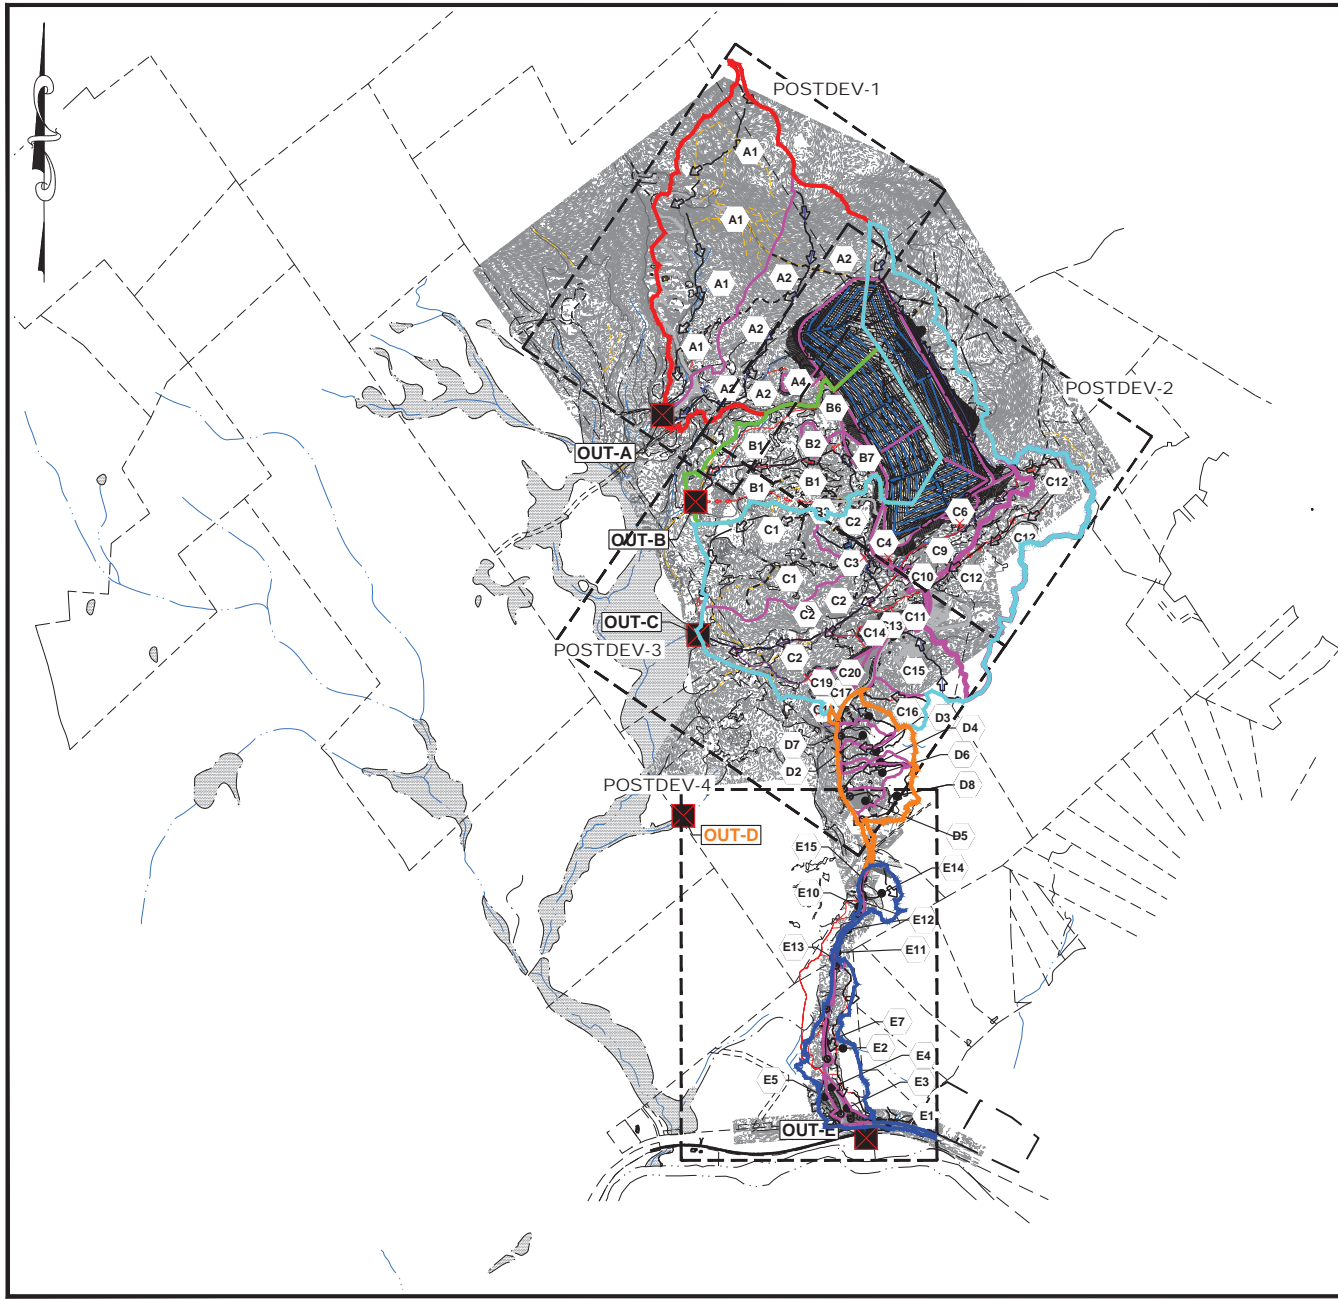 POSTDEV-1
A1
A1
A2
A2
A1
A2
A1
POSTDEV-2
A4
A2
A2
B6
B1
B2
OUT-A
B7
C12
B1
B1
C6
C2
C1
OUT-B
C4
C12
C9
C3
C10
C12
C1
C2
C2
C11
OUT-C
C13
C14
POSTDEV-3
C2
C15
C20
C19
C17
C16
D3
D4
D7
D6
D2
POSTDEV-4
D8
OUT-D
D5
E15
E14
E10
E12
E13
E11
E7
E2
E4
E5
E3
E1
OUT-E